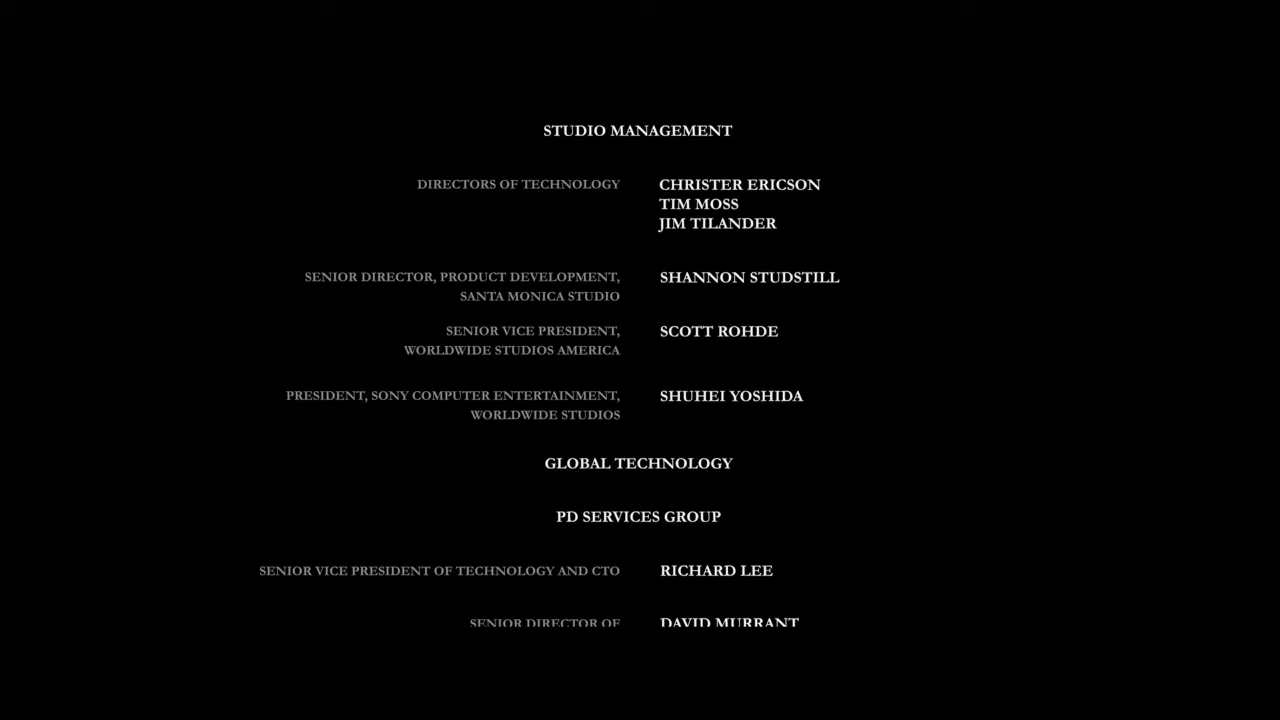 STUDIO MANAGEMENT
DIRECTORS OF TECHNOLOGY CHRISTER ERICSON
TIM MOSS
JIM TILANDER
SENIOR DIRECTOR, PRODUCT DEVELOPMENT, SHANNON STUDSTILL
SANTA MONICA STUDIO
SENIOR VICE PRESIDENT, SCOTT ROHDE
WORLDWIDE STUDIOS AMERICA
PRESIDENT, SONY COMPUTER ENTERTAINMENT, SHUHEI YOSHIDA
WORLDWIDE STUDIOS
GLOBAL TECHNOLOGY
PD SERVICES GROUP
SENIOR VICE PRESIDENT OF TECHNOLOGY AND CTO RICHARD LEE
SENIOR DIRECTOR OF DAVID MURRANT